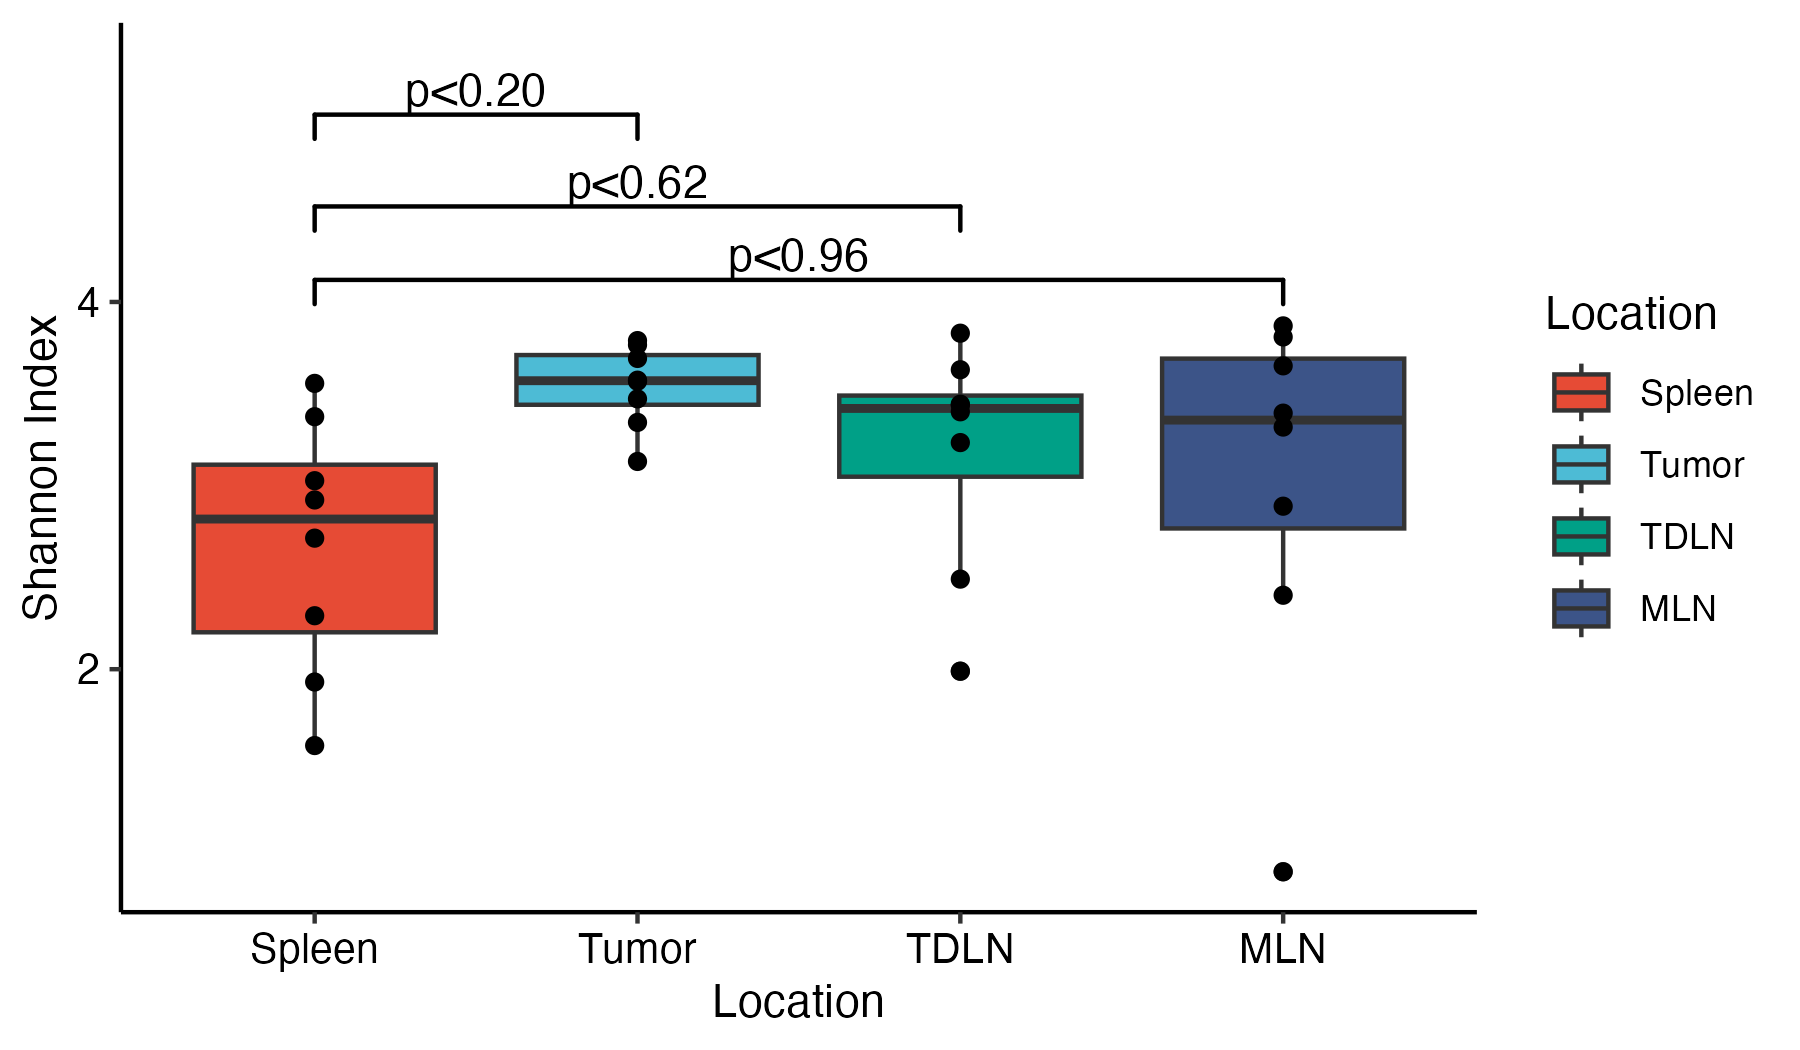 p<0.20
p<0.62
p<0.96
4
2
Shannon Index
Spleen
Tumor
TDLN
MLN
Location
Location
Spleen
Tumor
TDLN
MLN